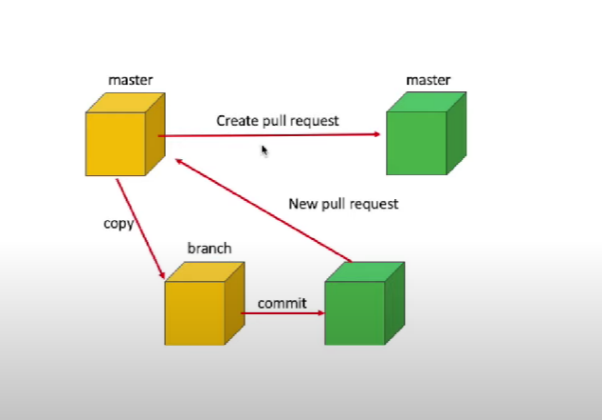 master
master
Create pull request
New pull request
copy
branch
commit